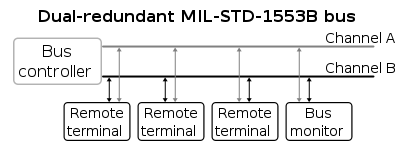 Dual-redundant MIL-STD-1553B bus
Channel A
Bus
controller
Channel B
Remote
terminal
Remote
terminal
Remote
terminal
Bus
monitor